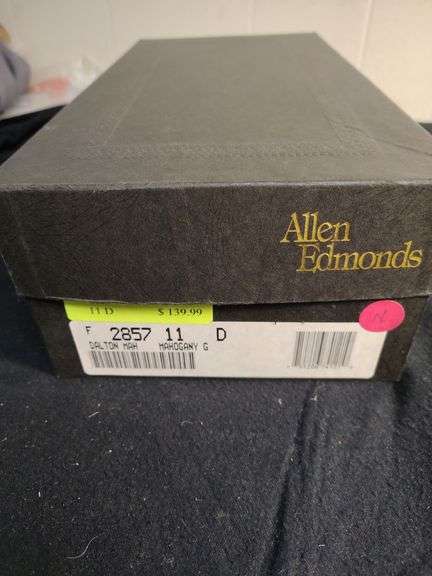 Allen
Edmonds
11 D $ 139.99
F 2857 11 D
DALTON MAH MAHOGANY G